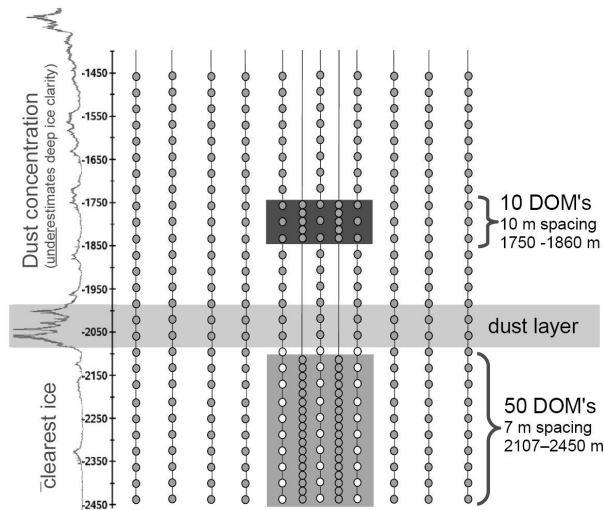 Dust concentration
(underestimates deep ice clarity)
clearest ice
-1450
-1550
-1650
-1750
-1850
-1950
-2050
-2150
-2250
-2350
-2450
10 DOM's
10 m spacing
1750 -1860 m
dust layer
50 DOM's
7 m spacing
2107–2450 m